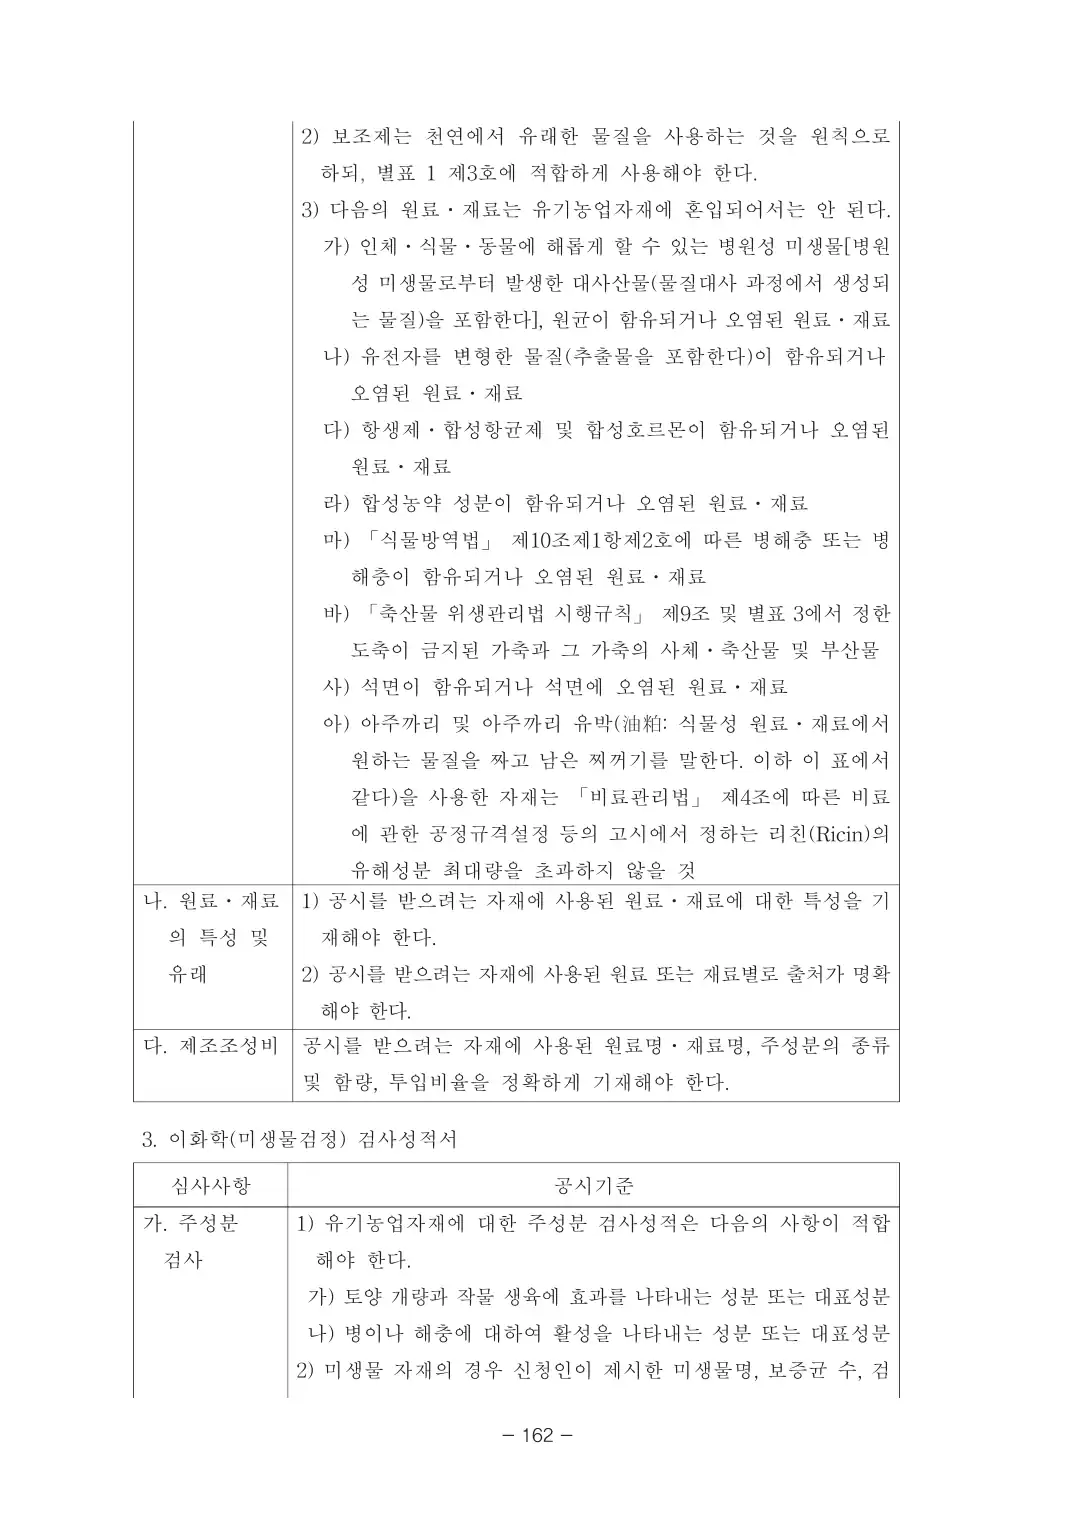 2) 보조제는 천연에서 유래한 물질을 사용하는 것을 원칙으로
하되, 별표 1 제3호에 적합하게 사용해야 한다.
3) 다음의 원료·재료는 유기농업자재에 혼입되어서는 안 된다.
가) 인체·식물·동물에 해롭게 할 수 있는 병원성 미생물[병원
성 미생물로부터 발생한 대사산물(물질대사 과정에서 생성되
는 물질)을 포함한다], 원균이 함유되거나 오염된 원료·재료
나) 유전자를 변형한 물질(추출물을 포함한다)이 함유되거나
오염된 원료·재료
다) 항생제·합성항균제 및 합성호르몬이 함유되거나 오염된
원료·재료
라) 합성농약 성분이 함유되거나 오염된 원료·재료
마) 「식물방역법」 제10조제1항제2호에 따른 병해충 또는 병
해충이 함유되거나 오염된 원료·재료
바) 「축산물 위생관리법 시행규칙」 제9조 및 별표 3에서 정한
도축이 금지된 가축과 그 가축의 사체·축산물 및 부산물
사) 석면이 함유되거나 석면에 오염된 원료·재료
아) 아주까리 및 아주까리 유박(油粕: 식물성 원료·재료에서
원하는 물질을 짜고 남은 찌꺼기를 말한다. 이하 이 표에서
같다)을 사용한 자재는 「비료관리법」 제4조에 따른 비료
에 관한 공정규격설정 등의 고시에서 정하는 리친(Ricin)의
유해성분 최대량을 초과하지 않을 것
나. 원료·재료
의 특성 및
유래
1) 공시를 받으려는 자재에 사용된 원료·재료에 대한 특성을 기
재해야 한다.
2) 공시를 받으려는 자재에 사용된 원료 또는 재료별로 출처가 명확
해야 한다.
다. 제조조성비
공시를 받으려는 자재에 사용된 원료명·재료명, 주성분의 종류
및 함량, 투입비율을 정확하게 기재해야 한다.
3. 이화학(미생물검정) 검사성적서
심사사항
공시기준
가. 주성분
검사
1) 유기농업자재에 대한 주성분 검사성적은 다음의 사항이 적합
해야 한다.
가) 토양 개량과 작물 생육에 효과를 나타내는 성분 또는 대표성분
나) 병이나 해충에 대하여 활성을 나타내는 성분 또는 대표성분
2) 미생물 자재의 경우 신청인이 제시한 미생물명, 보증균 수, 검
- 162 -